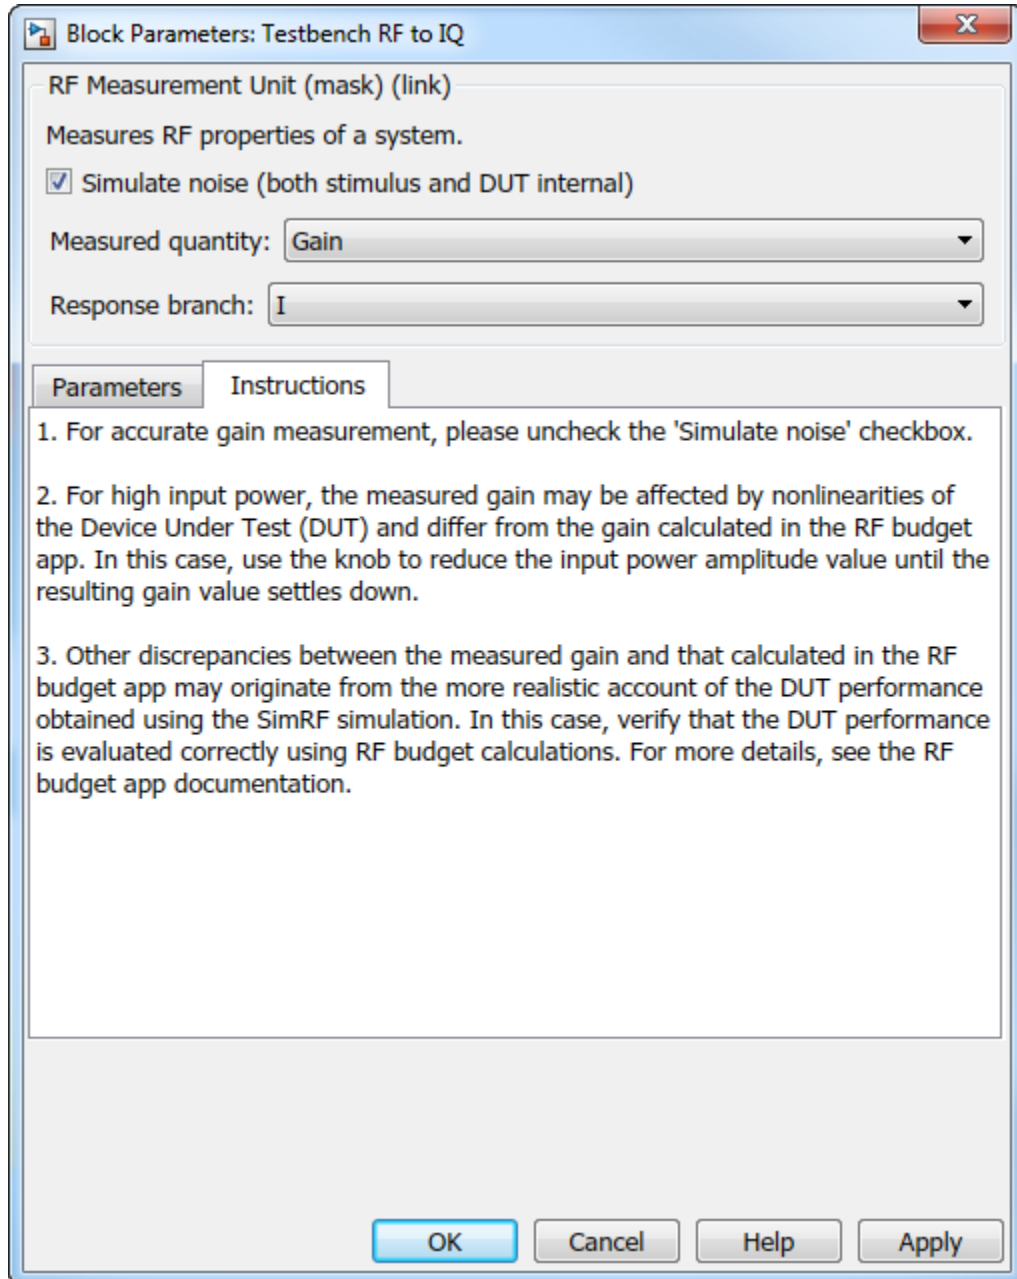 Block Parameters: Testbench RF to IQ
RF Measurement Unit (mask) (link)
Measures RF properties of a system.
Simulate noise (both stimulus and DUT internal)
Measured quantity: Gain
Response branch: I
Parameters Instructions
1. For accurate gain measurement, please uncheck the 'Simulate noise' checkbox.
2. For high input power, the measured gain may be affected by nonlinearities of
the Device Under Test (DUT) and differ from the gain calculated in the RF budget
app. In this case, use the knob to reduce the input power amplitude value until the
resulting gain value settles down.
3. Other discrepancies between the measured gain and that calculated in the RF
budget app may originate from the more realistic account of the DUT performance
obtained using the SimRF simulation. In this case, verify that the DUT performance
is evaluated correctly using RF budget calculations. For more details, see the RF
budget app documentation.
OK Cancel Help Apply